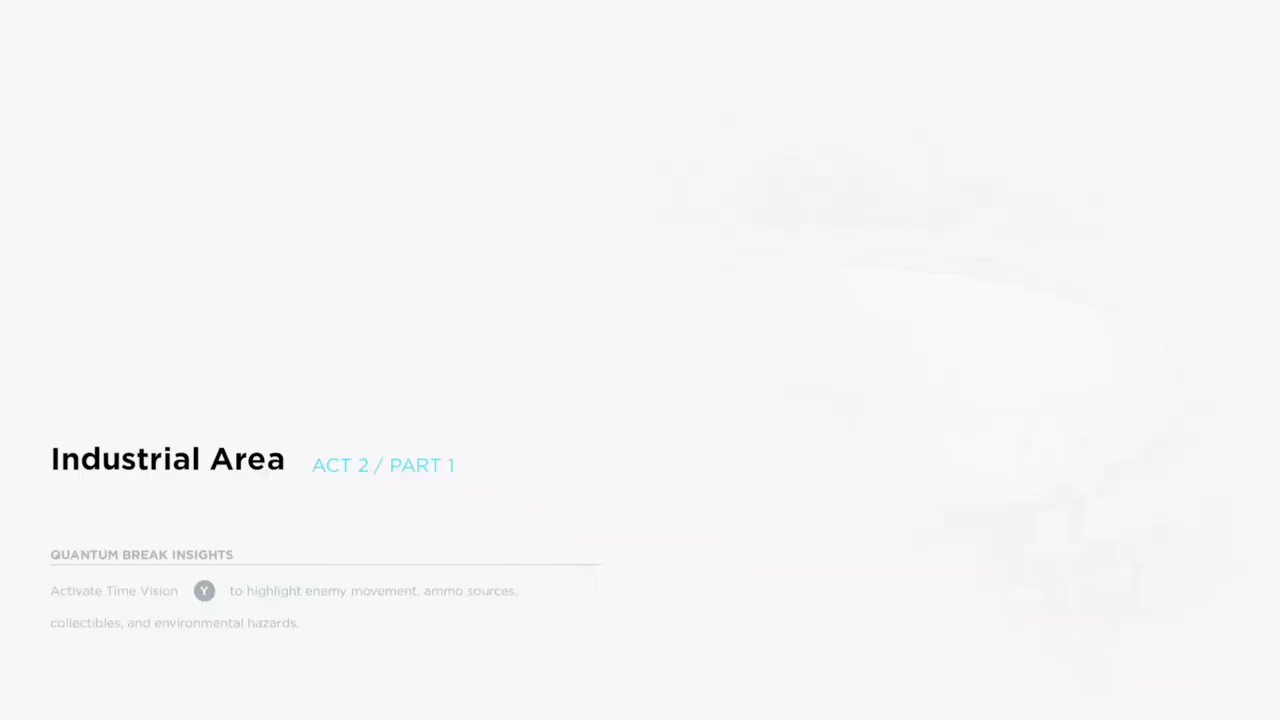 Industrial Area ACT 2 / PART 1
QUANTUM BREAK INSIGHTS
Activate Time Vision Y to highlight enemy movement, ammo sources,
collectibles, and environmental hazards.